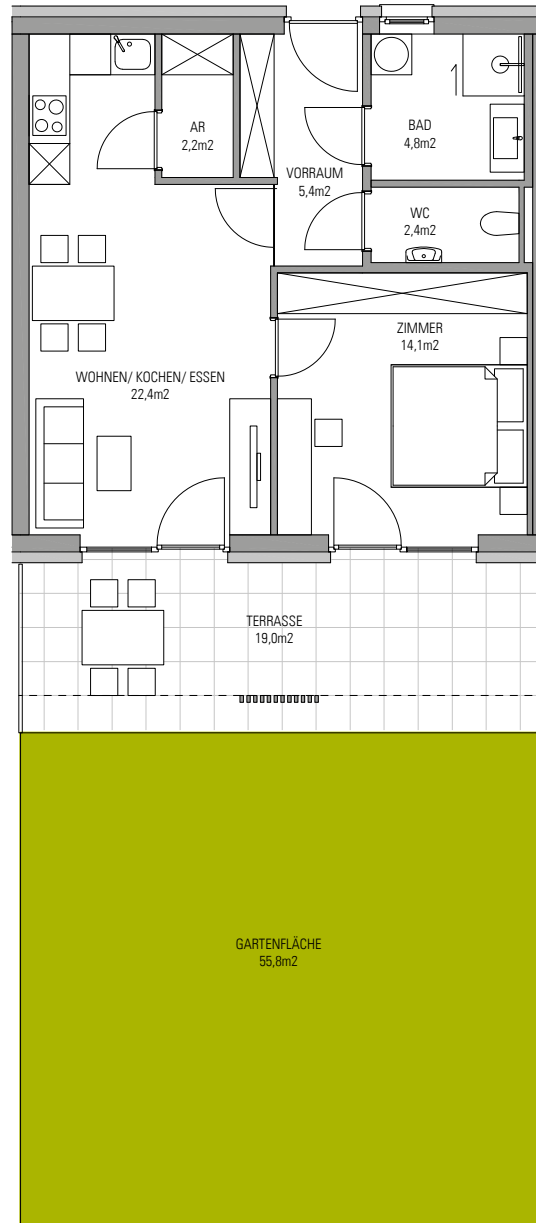 AR
2,2m2
BAD
4,8m2
VORRAUM
5,4m2
WC
2,4m2
ZIMMER
14,1m2
WOHNEN/ KOCHEN/ ESSEN
22,4m2
TERRASSE
19,0m2
GARTENFLÄCHE
55,8m2